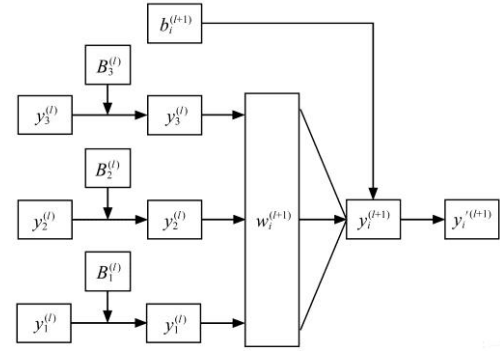 b_i^(l+1)
B_3^(l)
y_3^(l) y_3^(l)
B_2^(l)
y_2^(l) y_2^(l) w_i^(l+1) y_i^(l+1) y_i'^(l+1)
B_1^(l)
y_1^(l) y_1^(l)